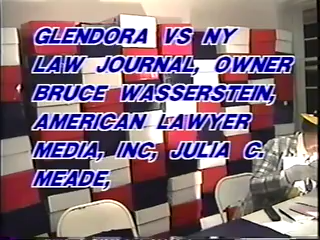 GLENDORA VS NY
LAW JOURNAL, OWNER
BRUCE WASSERSTEIN,
AMERICAN LAWYER
MEDIA, INC, JULIA C.
MEADE,